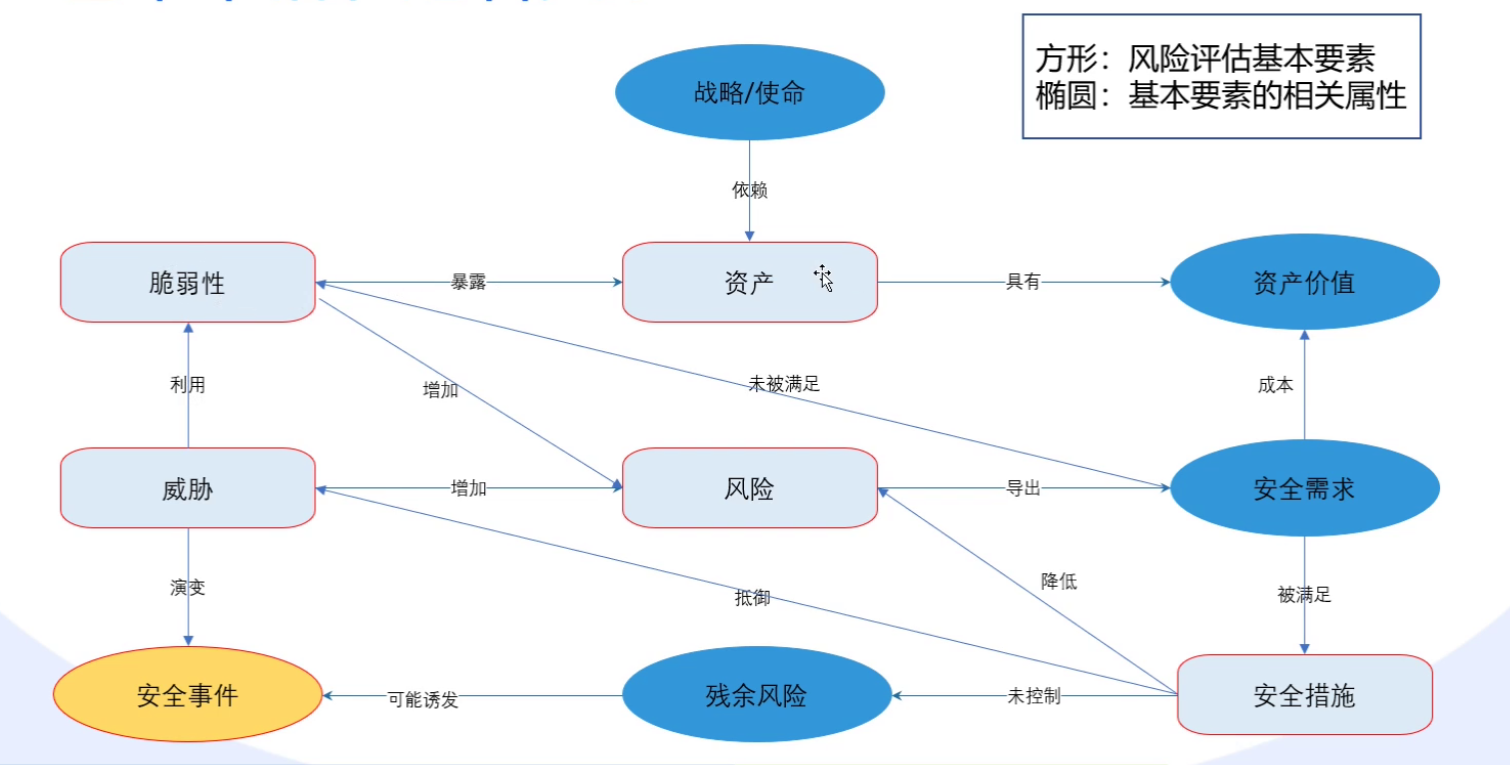 方形：风险评估基本要素
椭圆：基本要素的相关属性
战略/使命
依赖
脆弱性
暴露
资产
具有
资产价值
利用
增加
未被满足
成本
威胁
增加
风险
导出
安全需求
演变
抵御
降低
被满足
安全事件
可能诱发
残余风险
未控制
安全措施